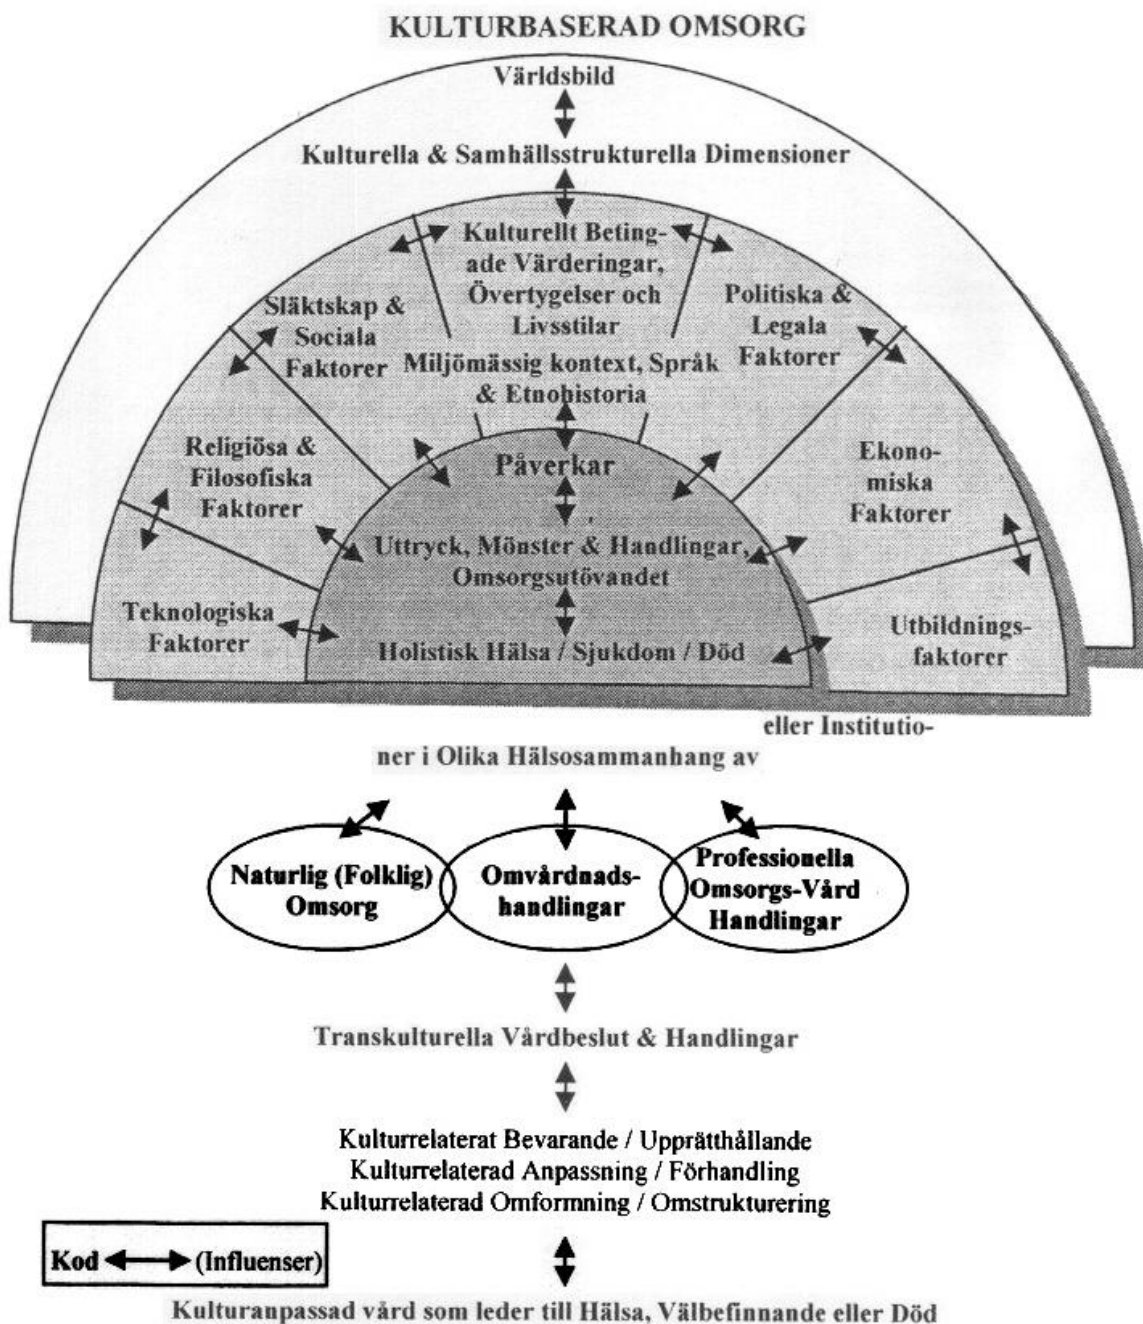 KULTURBASERAD OMSORG
Världsbild
Kulturella & Samhällsstrukturella Dimensioner
Kulturellt Beting-
ade Värderingar,
Övertygelser och
Livsstilar
Släktskap &
Sociala
Faktorer
Politiska &
Legala
Faktorer
Miljömässig kontext, Språk
& Etnohistoria
Religiösa &
Filosofiska
Faktorer
Ekono-
miska
Faktorer
Påverkar
Uttryck, Mönster & Handlingar,
Omsorgsutövandet
Teknologiska
Faktorer
Utbildnings-
faktorer
Holistisk Hälsa / Sjukdom / Död
eller Institutio-
ner i Olika Hälsosammanhang av
Naturlig (Folklig)
Omsorg
Omvårdnads-
handlingar
Professionella
Omsorgs-Vård
Handlingar
Transkulturella Vårdbeslut & Handlingar
Kulturrelaterat Bevarande / Upprätthållande
Kulturrelaterad Anpassning / Förhandling
Kulturrelaterad Omformning / Omstrukturering
Kod (Influenser)
Kulturanpassad vård som leder till Hälsa, Välbefinnande eller Död